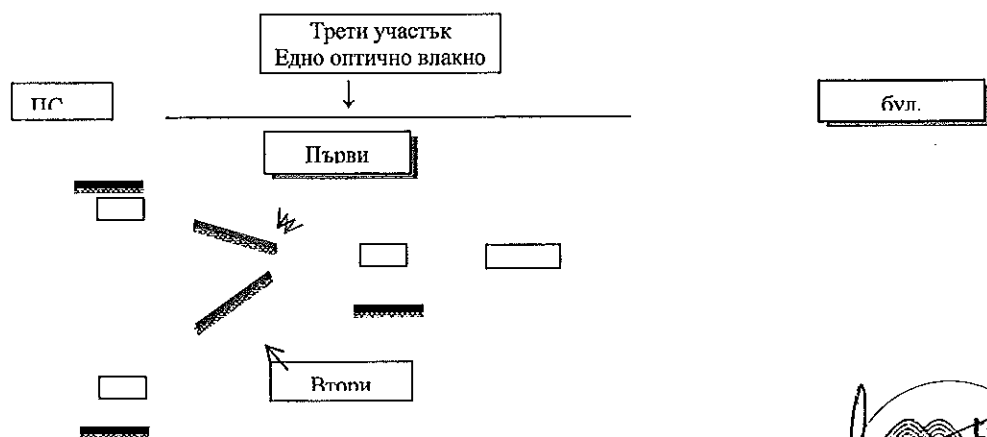 Трети участък
Едно оптично влакно
ПС
бул.
Първи
Втори